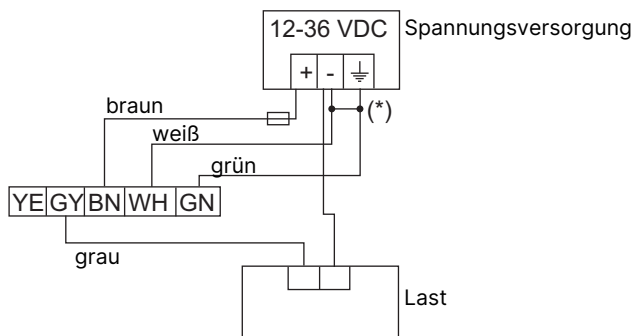 12-36 VDC Spannungsversorgung
+ -
(*)
braun
weiß
grün
YE GY BN WH GN
grau
Last